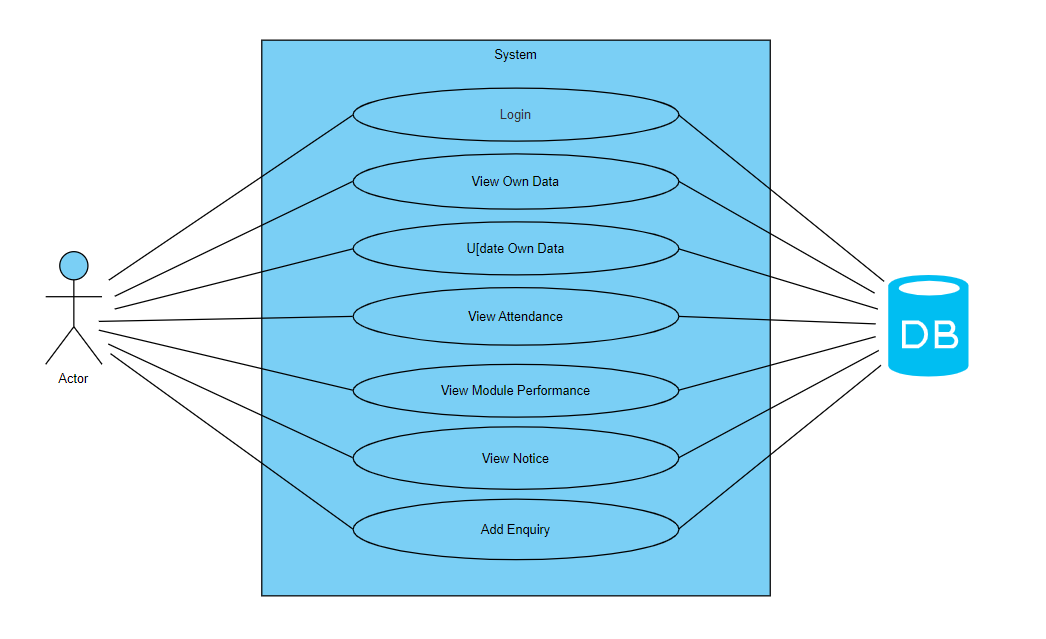 System
Login
View Own Data
U[date Own Data
View Attendance
View Module Performance
View Notice
Add Enquiry
Actor
DB